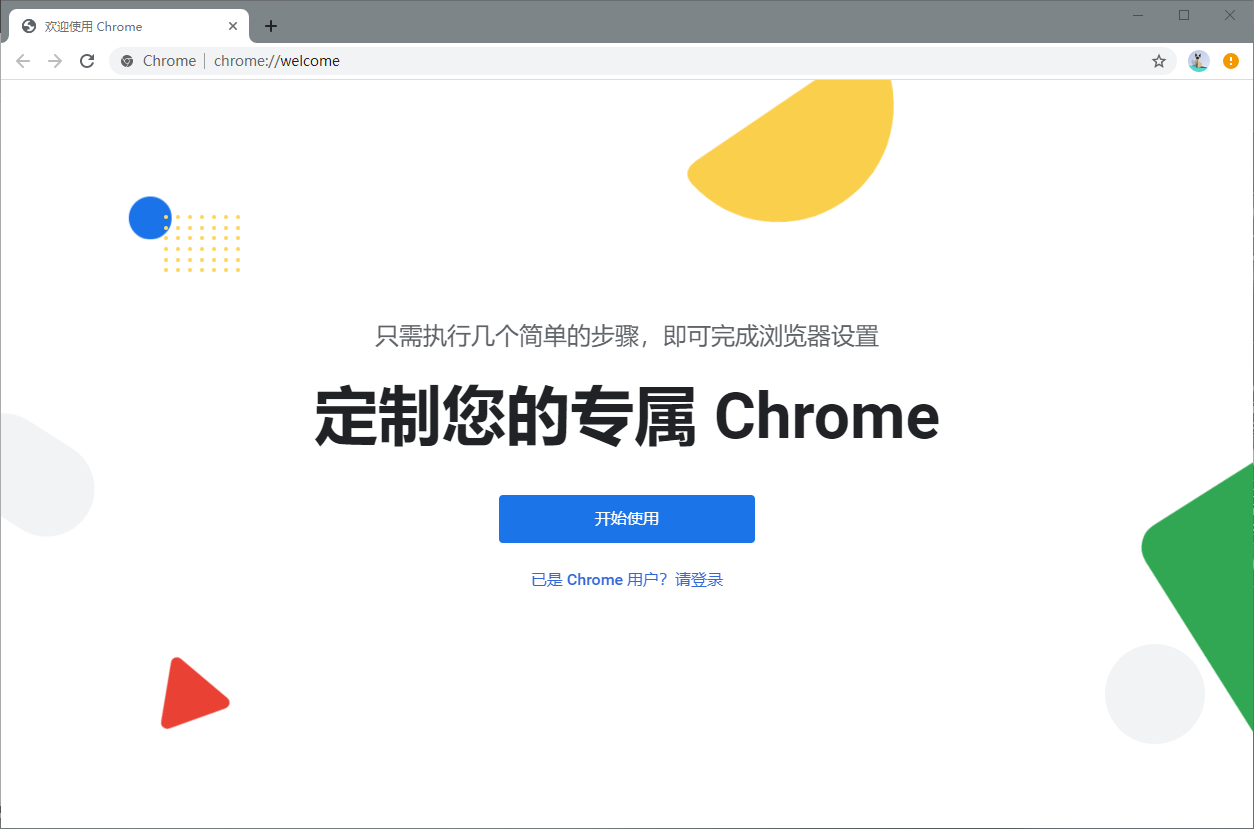 欢迎使用 Chrome
Chrome | chrome://welcome
只需执行几个简单的步骤，即可完成浏览器设置
定制您的专属 Chrome
开始使用
已是 Chrome 用户？请登录